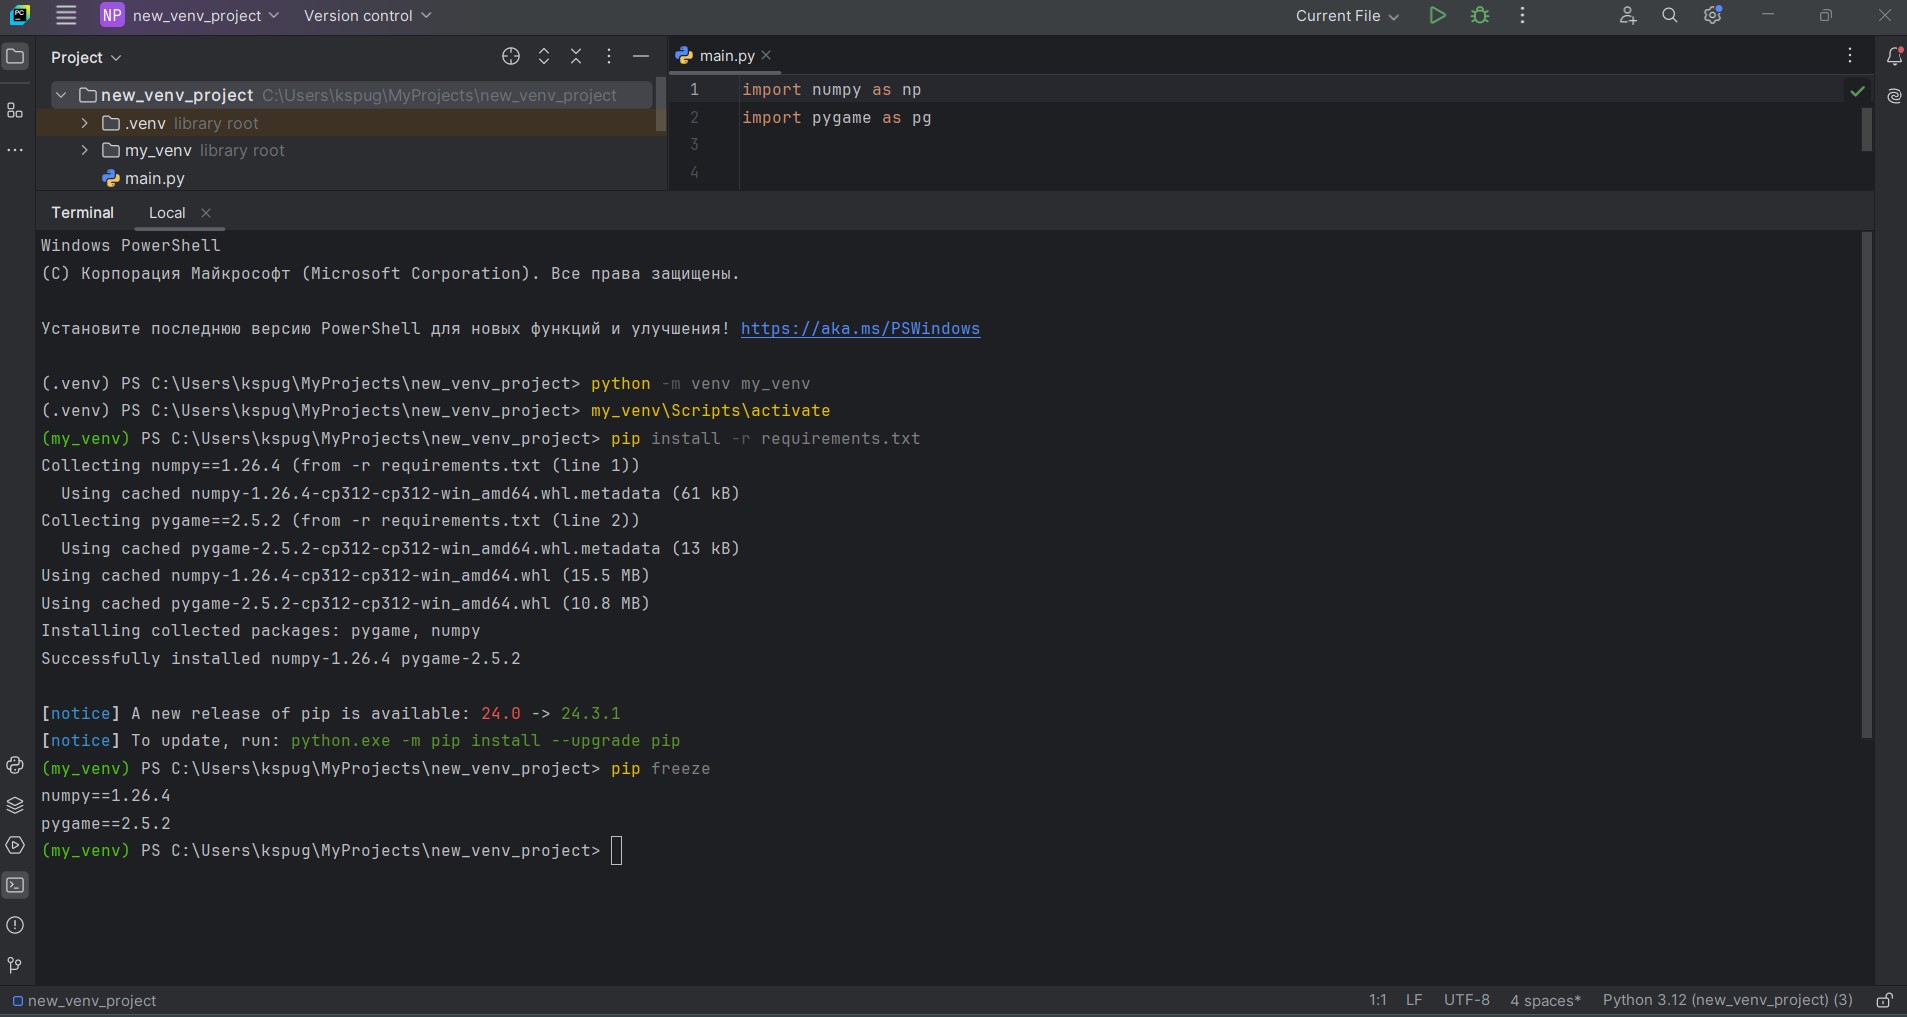 PC NP new_venv_project Version control Current File
Project
main.py
new_venv_project C:\Users\kspug\MyProjects\new_venv_project
.venv library root
my_venv library root
main.py
1 import numpy as np
2 import pygame as pg
3
4
Terminal Local
Windows PowerShell
(C) Корпорация Майкрософт (Microsoft Corporation). Все права защищены.
Установите последнюю версию PowerShell для новых функций и улучшения! https://aka.ms/PSWindows
(.venv) PS C:\Users\kspug\MyProjects\new_venv_project> python -m venv my_venv
(.venv) PS C:\Users\kspug\MyProjects\new_venv_project> my_venv\Scripts\activate
(my_venv) PS C:\Users\kspug\MyProjects\new_venv_project> pip install -r requirements.txt
Collecting numpy==1.26.4 (from -r requirements.txt (line 1))
  Using cached numpy-1.26.4-cp312-cp312-win_amd64.whl.metadata (61 kB)
Collecting pygame==2.5.2 (from -r requirements.txt (line 2))
  Using cached pygame-2.5.2-cp312-cp312-win_amd64.whl.metadata (13 kB)
Using cached numpy-1.26.4-cp312-cp312-win_amd64.whl (15.5 MB)
Using cached pygame-2.5.2-cp312-cp312-win_amd64.whl (10.8 MB)
Installing collected packages: pygame, numpy
Successfully installed numpy-1.26.4 pygame-2.5.2
[notice] A new release of pip is available: 24.0 -> 24.3.1
[notice] To update, run: python.exe -m pip install --upgrade pip
(my_venv) PS C:\Users\kspug\MyProjects\new_venv_project> pip freeze
numpy==1.26.4
pygame==2.5.2
(my_venv) PS C:\Users\kspug\MyProjects\new_venv_project>
new_venv_project 1:1 LF UTF-8 4 spaces* Python 3.12 (new_venv_project) (3)